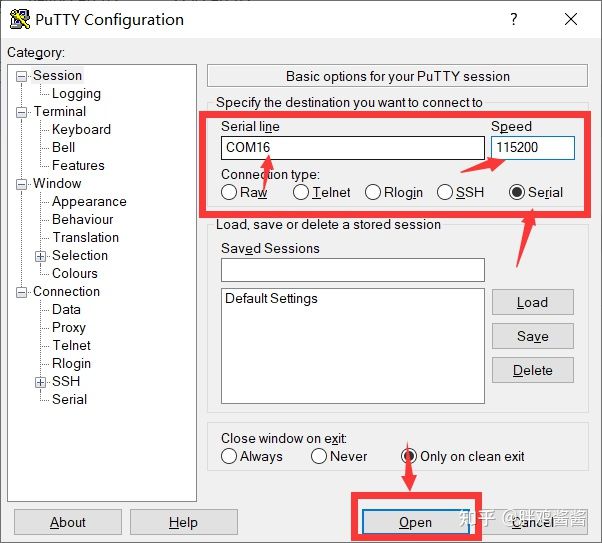 PuTTY Configuration
?
Category:
Session
Logging
Terminal
Keyboard
Bell
Features
Window
Appearance
Behaviour
Translation
Selection
Colours
Connection
Data
Proxy
Telnet
Rlogin
SSH
Serial
Basic options for your PuTTY session
Specify the destination you want to connect to
Serial line Speed
COM16 115200
Connection type:
Raw Telnet Rlogin SSH Serial
Load, save or delete a stored session
Saved Sessions
Default Settings
Load
Save
Delete
Close window on exit:
Always Never Only on clean exit
About Help Open Cancel
知乎 @胖鸡酱酱